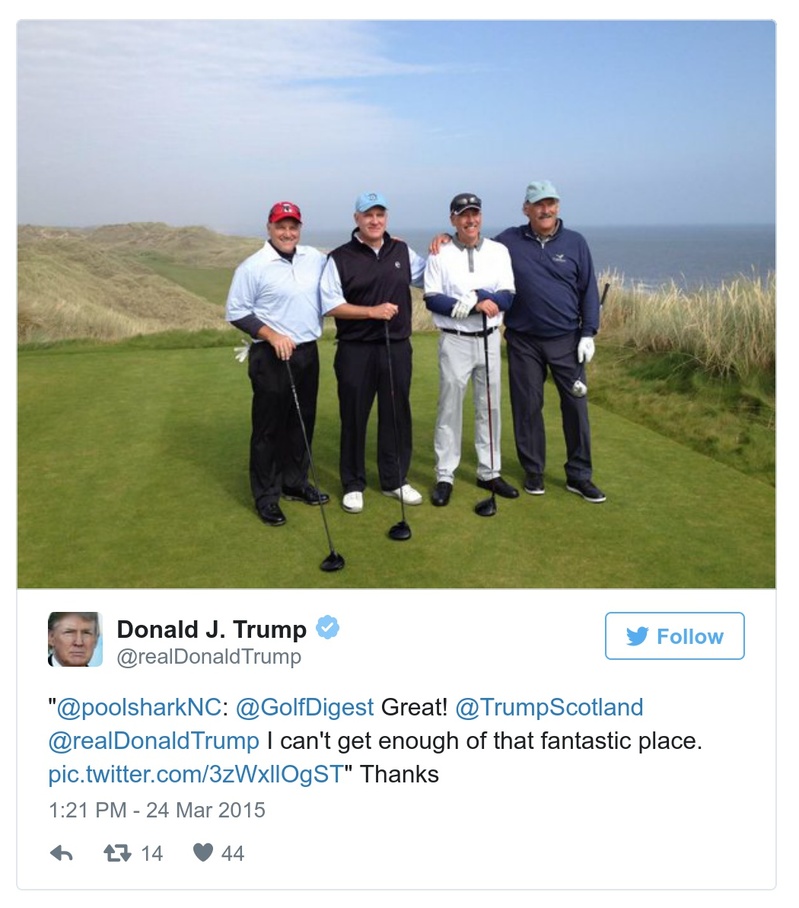 Donald J. Trump
@realDonaldTrump
Follow
"@poolsharkNC: @GolfDigest Great! @TrumpScotland
@realDonaldTrump I can't get enough of that fantastic place.
pic.twitter.com/3zWxllOgST" Thanks
1:21 PM - 24 Mar 2015
14 44